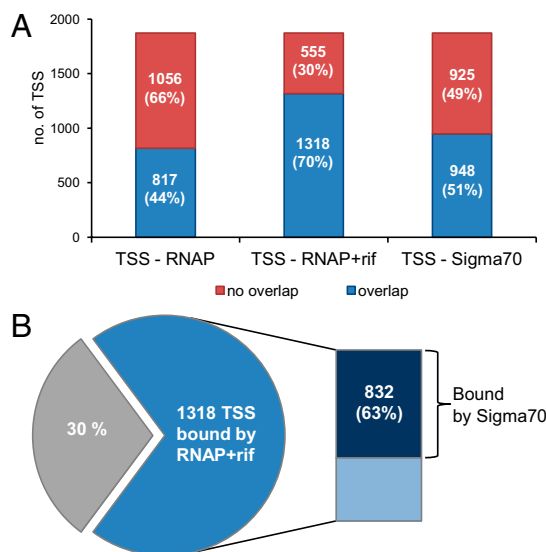 A
2000
1500
1000
500
0
no. of TSS
1056
(66%)
817
(44%)
555
(30%)
1318
(70%)
925
(49%)
948
(51%)
TSS - RNAP
TSS - RNAP+rif
TSS - Sigma70
no overlap
overlap
B
30 %
1318 TSS
bound by
RNAP+rif
832
(63%)
Bound
by Sigma70